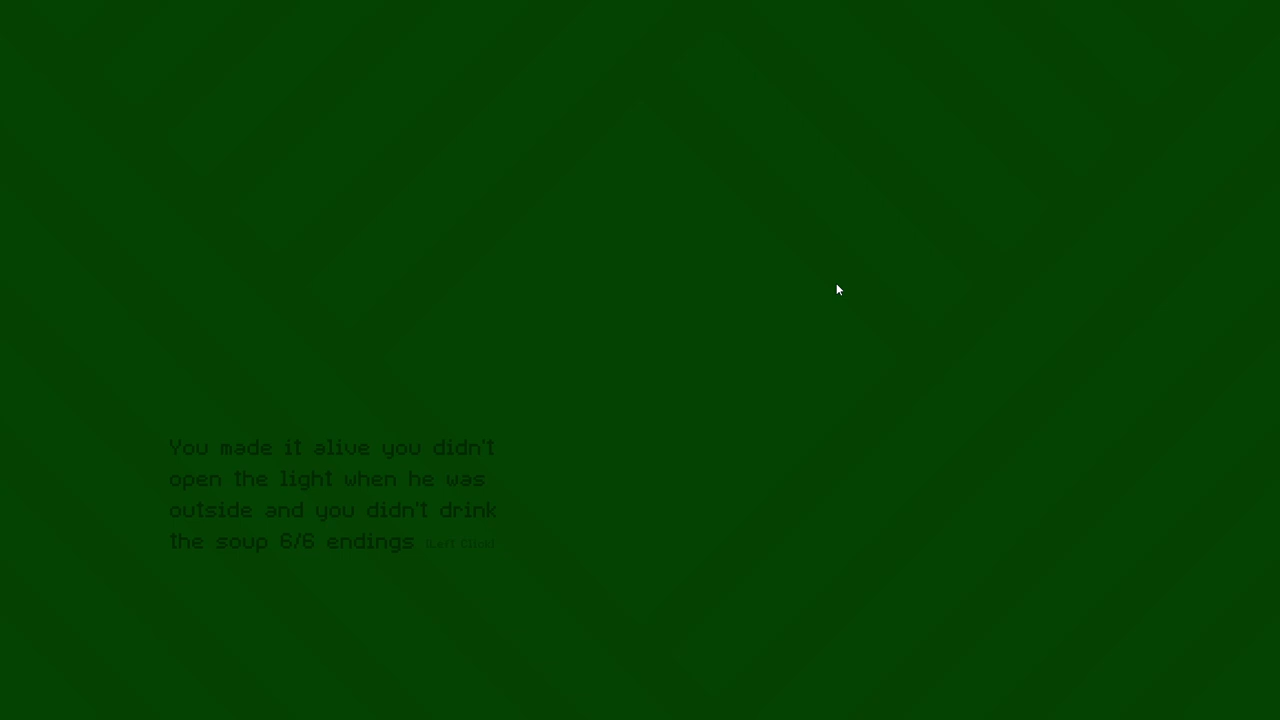 You made it alive you didn't
open the light when he was
outside and you didn't drink
the soup 6/6 endings [Left Click]